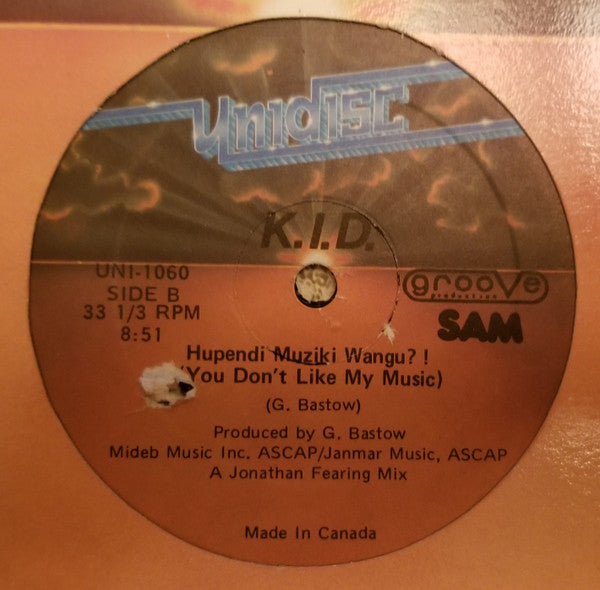 Unidisc
K.I.D.
UNI-1060
SIDE B
33 1/3 RPM
8:51
groove
production
SAM
Hupendi Muziki Wangu?!
(You Don't Like My Music)
(G. Bastow)
Produced by G. Bastow
Mideb Music Inc. ASCAP/Janmar Music, ASCAP
A Jonathan Fearing Mix
Made In Canada